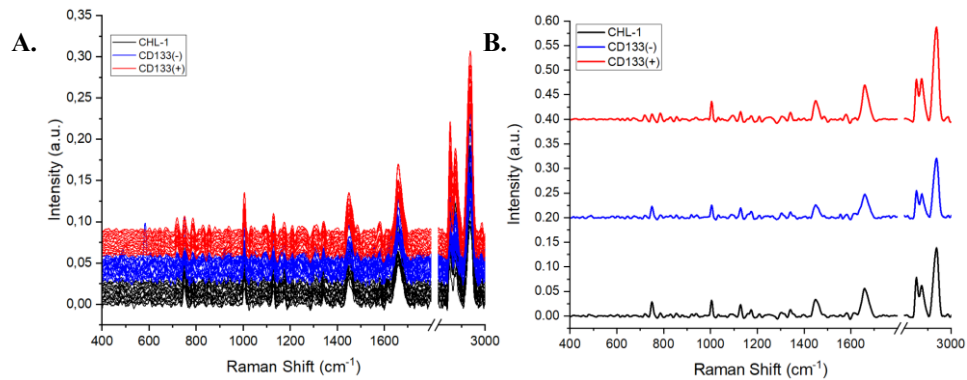 A.
CHL-1
CD133(-)
CD133(+)
0,35
0,30
0,25
0,20
0,15
0,10
0,05
0,00
Intensity (a.u.)
400 600 800 1000 1200 1400 1600 3000
Raman Shift (cm-1)
B.
CHL-1
CD133(-)
CD133(+)
0.60
0.55
0.50
0.45
0.40
0.35
0.30
0.25
0.20
0.15
0.10
0.05
0.00
Intensity (a.u.)
400 600 800 1000 1200 1400 1600 3000
Raman Shift (cm-1)